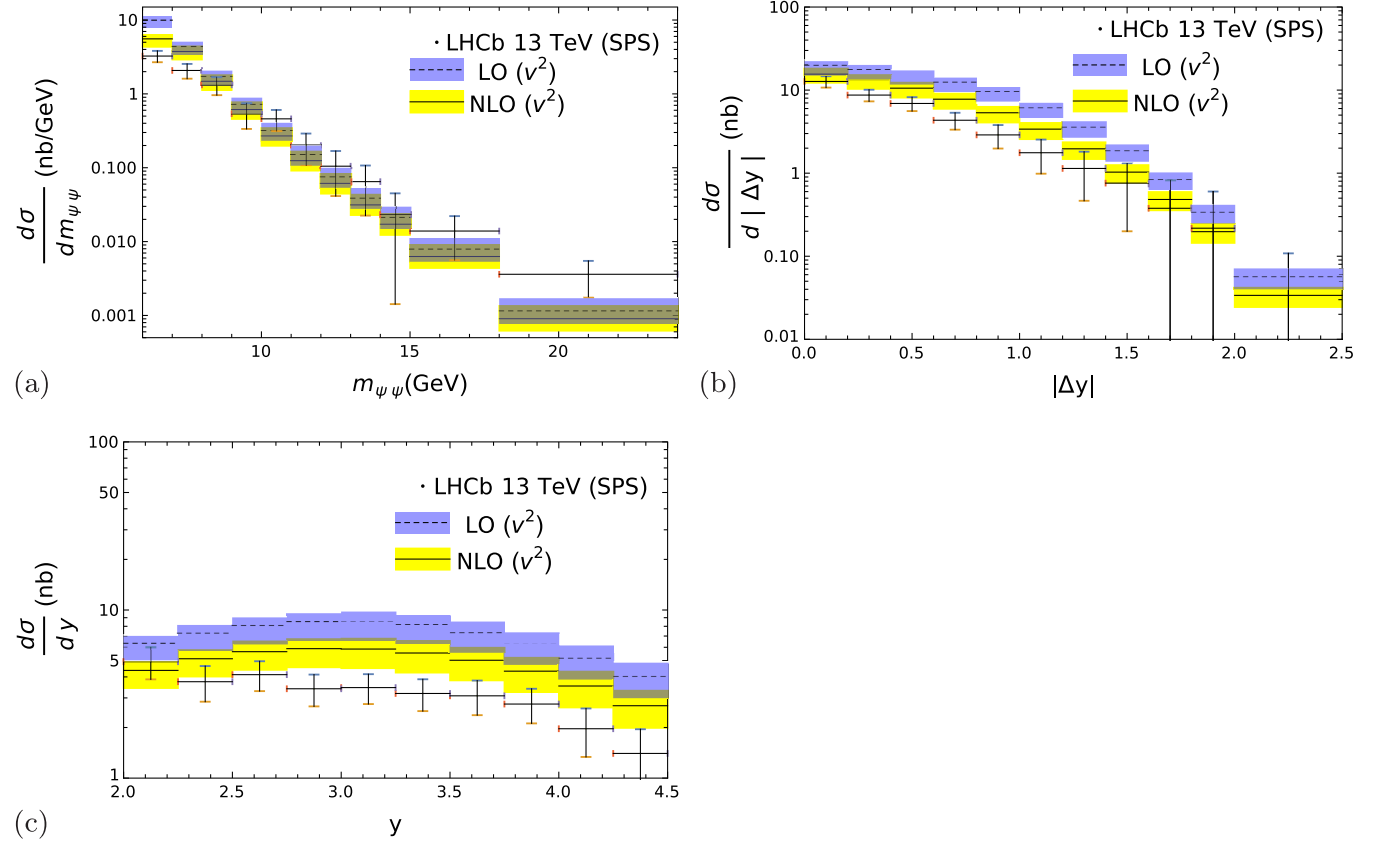 10
1
0.100
0.010
0.001
dσ
d m ψ ψ
(nb/GeV)
• LHCb 13 TeV (SPS)
LO (v²)
NLO (v²)
10
15
20
m ψ ψ(GeV)
(a)
100
10
1
0.10
0.01
dσ
d | Δy |
(nb)
• LHCb 13 TeV (SPS)
LO (v²)
NLO (v²)
0.0
0.5
1.0
1.5
2.0
2.5
|Δy|
(b)
100
50
10
5
1
dσ
d y
(nb)
• LHCb 13 TeV (SPS)
LO (v²)
NLO (v²)
2.0
2.5
3.0
3.5
4.0
4.5
y
(c)